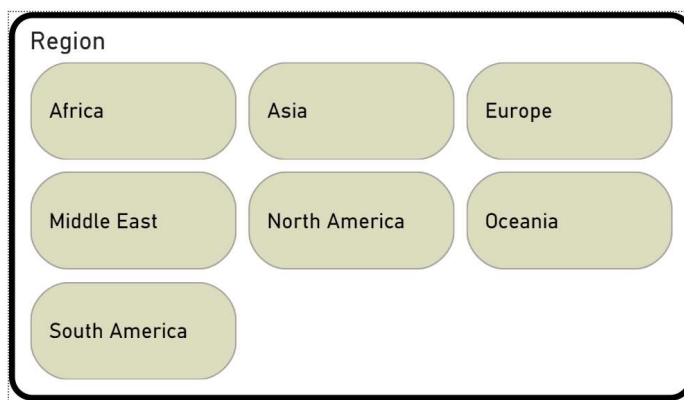 Region
Africa
Asia
Europe
Middle East
North America
Oceania
South America